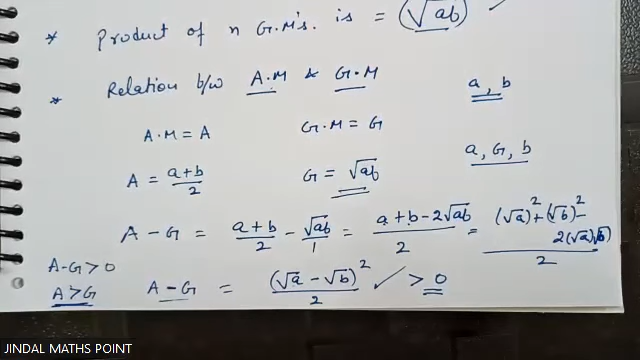 * Product of n G.M's. is = (√ab)
* Relation b/w A.M & G.M
a, b
A.M = A
G.M = G
A = a+b/2
G = √ab
a, G, b
A - G = a+b/2 - √ab/1 = a+b-2√ab/2 = (√a)²+(√b)²-2(√a)(√b)/2
A-G>0
A>G
A-G = (√a-√b)²/2 ✓ >0
JINDAL MATHS POINT